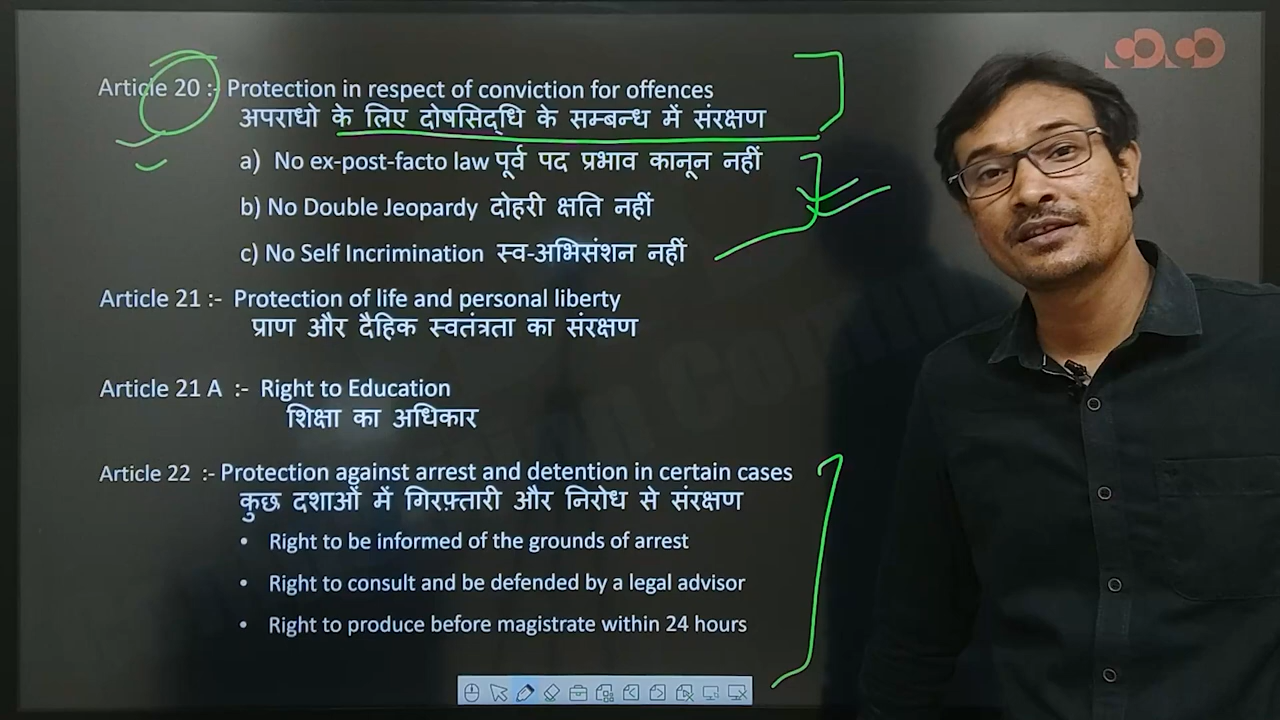 Article 20 :- Protection in respect of conviction for offences
अपराधो के लिए दोषसिद्धि के सम्बन्ध में संरक्षण
a) No ex-post-facto law पूर्व पद प्रभाव कानून नहीं
b) No Double Jeopardy दोहरी क्षति नहीं
c) No Self Incrimination स्व-अभिसंशन नहीं
Article 21 :- Protection of life and personal liberty
प्राण और दैहिक स्वतंत्रता का संरक्षण
Article 21 A :- Right to Education
शिक्षा का अधिकार
Article 22 :- Protection against arrest and detention in certain cases
कुछ दशाओं में गिरफ़्तारी और निरोध से संरक्षण
• Right to be informed of the grounds of arrest
• Right to consult and be defended by a legal advisor
• Right to produce before magistrate within 24 hours